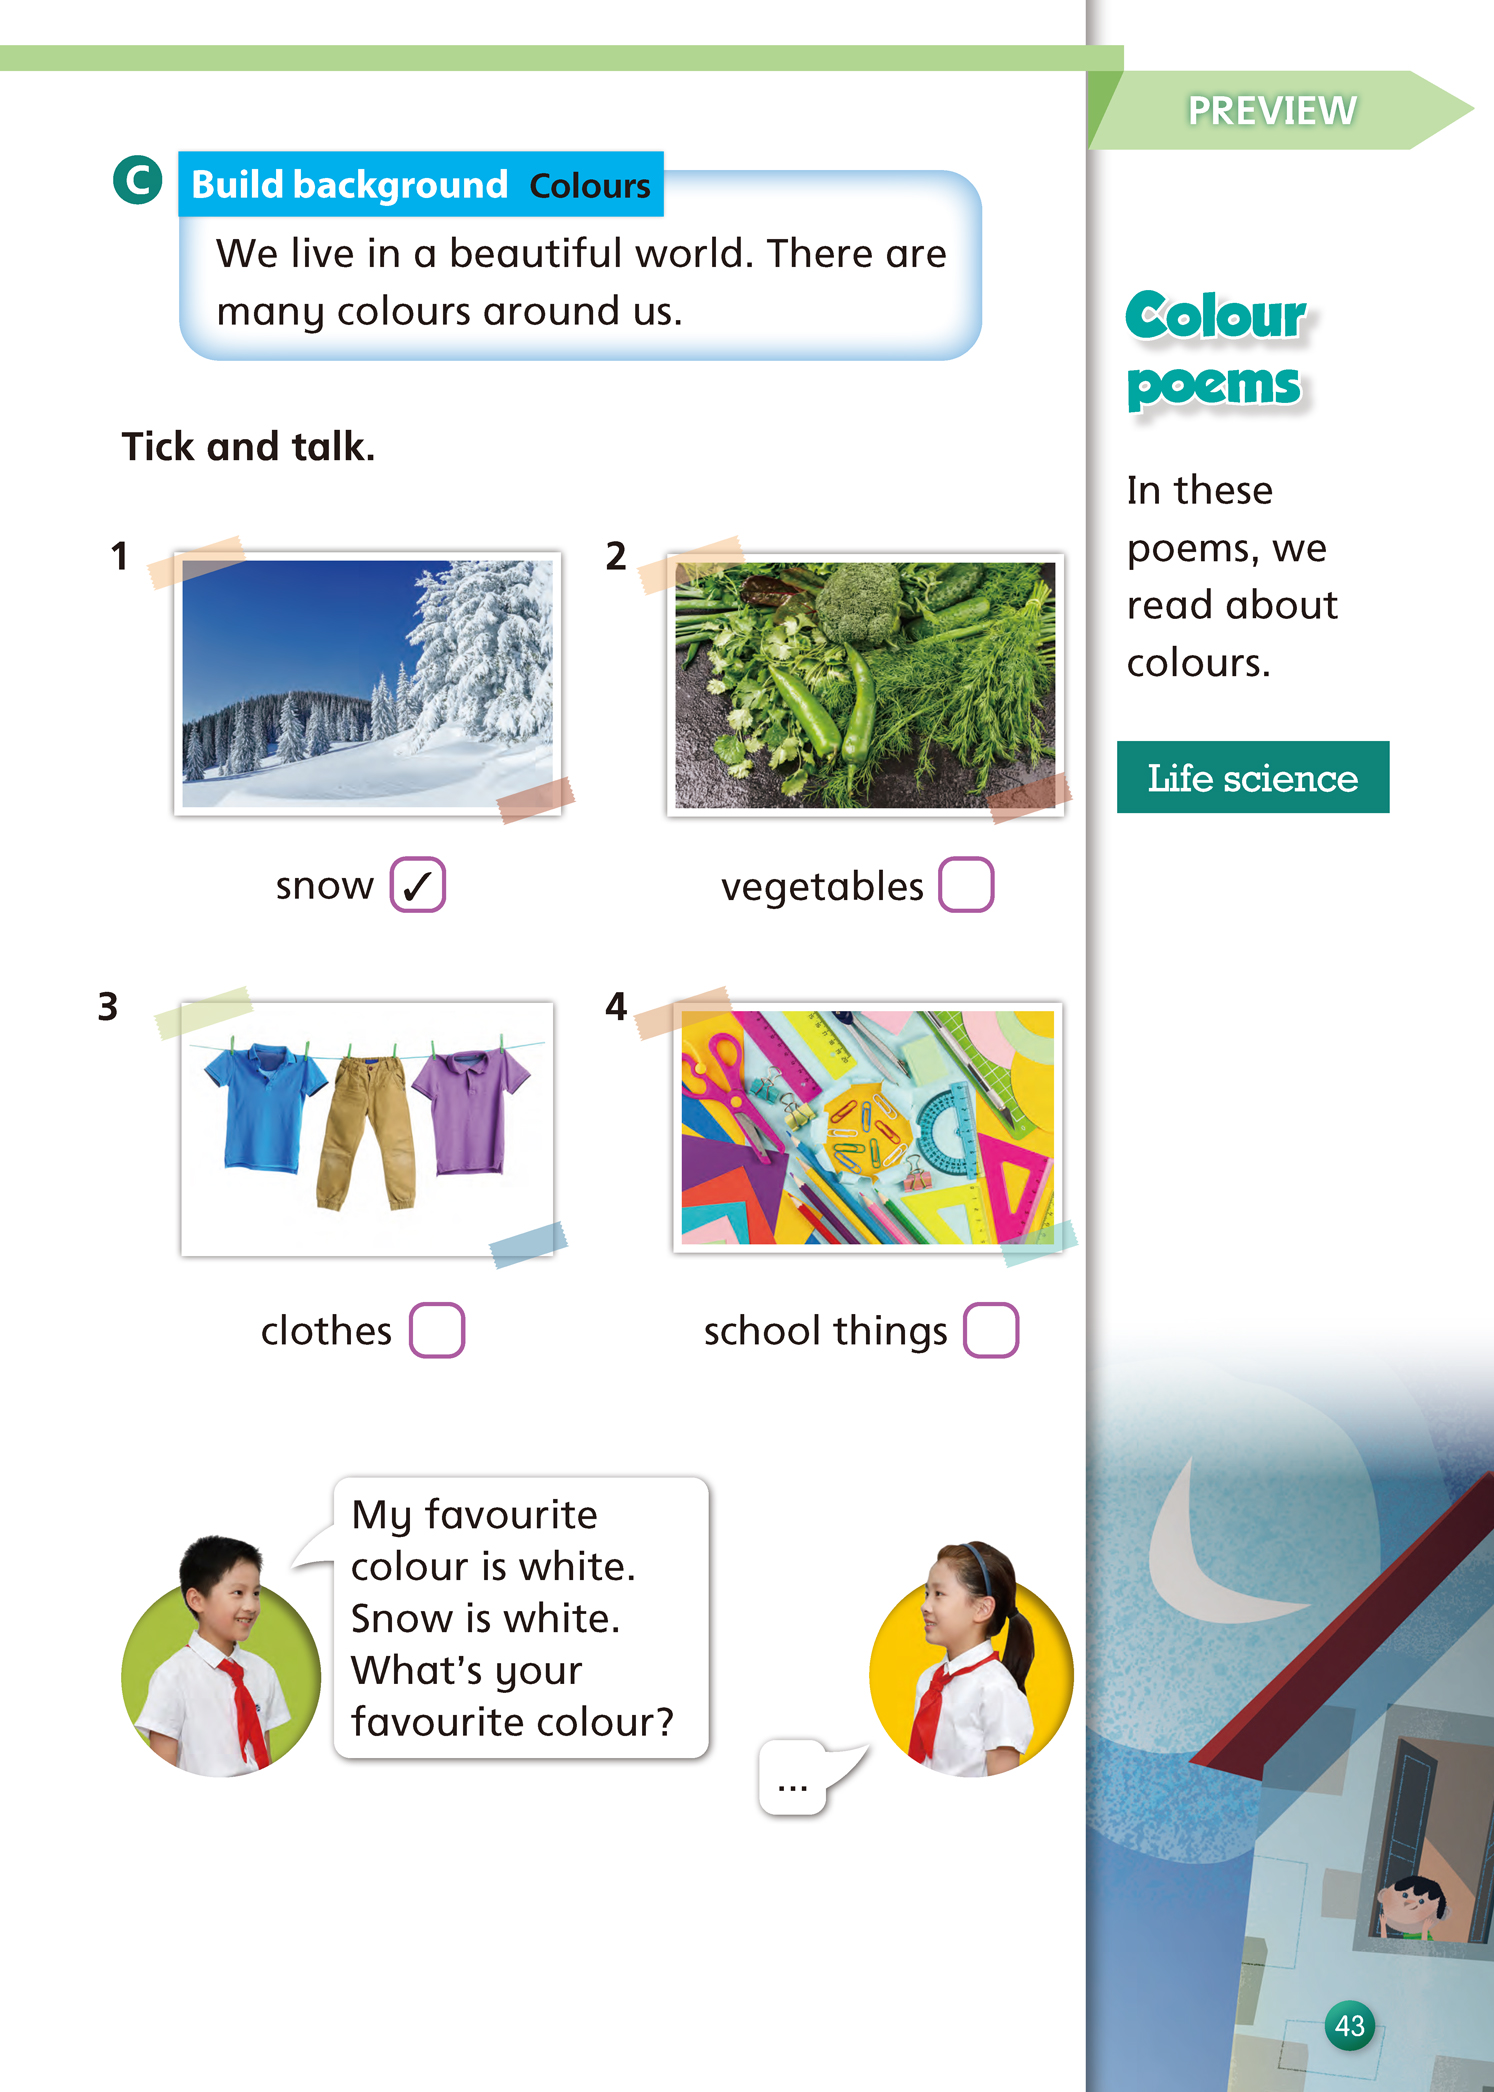 PREVIEW
C Build background Colours
We live in a beautiful world. There are
many colours around us.
Tick and talk.
1
2
snow ✓
vegetables
3
4
clothes
school things
My favourite
colour is white.
Snow is white.
What's your
favourite colour?
...
Colour
poems
In these
poems, we
read about
colours.
Life science
43